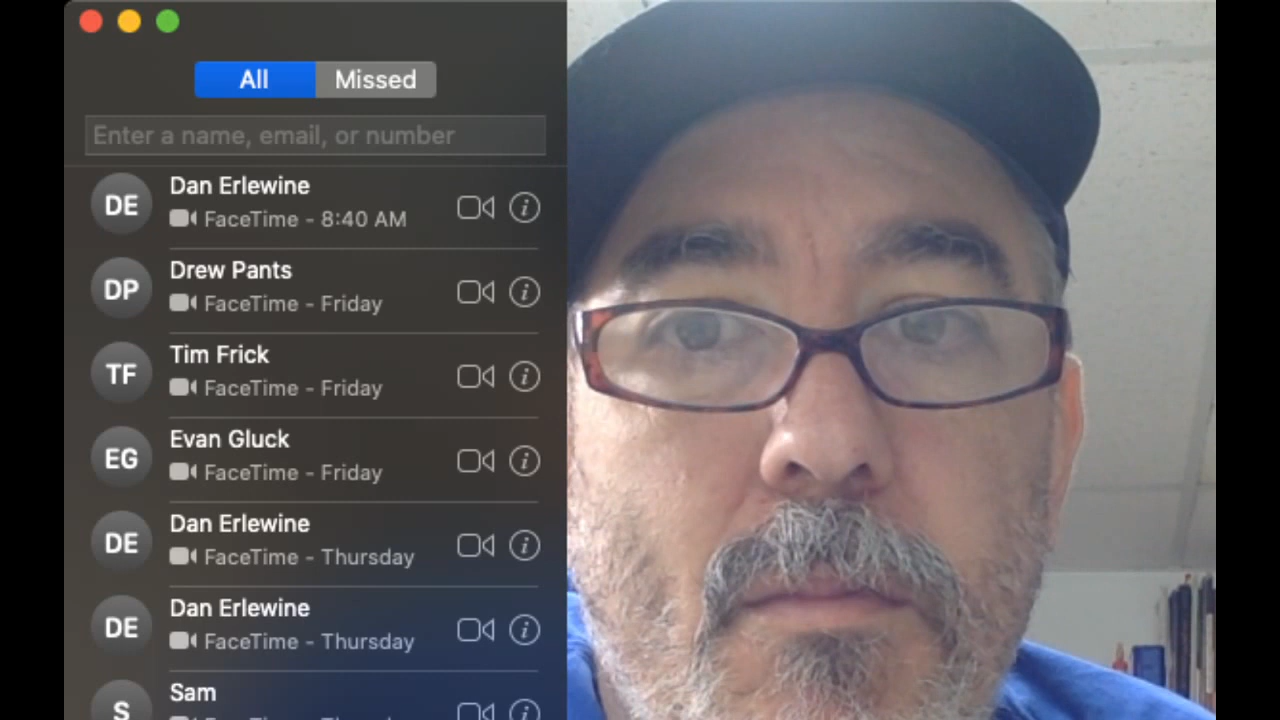 All Missed
Enter a name, email, or number
DE Dan Erlewine
FaceTime - 8:40 AM
DP Drew Pants
FaceTime - Friday
TF Tim Frick
FaceTime - Friday
EG Evan Gluck
FaceTime - Friday
DE Dan Erlewine
FaceTime - Thursday
DE Dan Erlewine
FaceTime - Thursday
S Sam